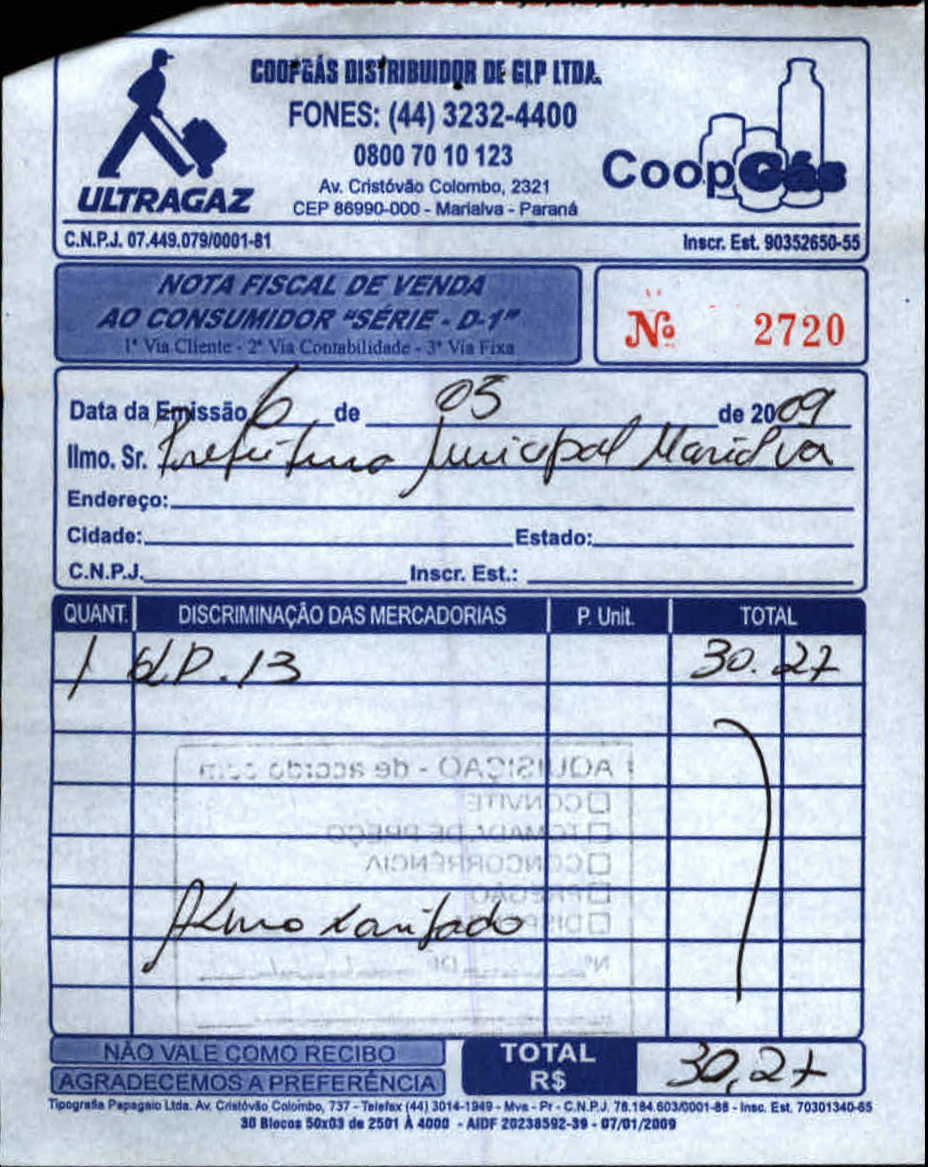 COOPGÁS DISTRIBUIDOR DE GLP LTDA.
FONES: (44) 3232-4400
0800 70 10 123
Av. Cristóvão Colombo, 2321
CEP 86990-000 - Marialva - Paraná
ULTRAGAZ
CoopGás
C.N.P.J. 07.449.079/0001-81 Inscr. Est. 90352650-55
NOTA FISCAL DE VENDA
AO CONSUMIDOR "SÉRIE - D-1"
1ª Via Cliente - 2ª Via Contabilidade - 3ª Via Fixa
Nº 2720
Data da Emissão 6 de 03 de 2009
Ilmo. Sr. Prefeitura Municipal Marialva
Endereço:
Cidade: Estado:
C.N.P.J. Inscr. Est.:
QUANT. DISCRIMINAÇÃO DAS MERCADORIAS P. Unit. TOTAL
1 GLP. 13 30.27
AQUISIÇÃO - de acordo com
CONVITE
TOMADA DE PREÇO
CONCORRÊNCIA
PREGÃO
Almoxarifado
Nº DE
NÃO VALE COMO RECIBO
AGRADECEMOS A PREFERÊNCIA
TOTAL R$ 30,27
Tipografia Papagaio Ltda. Av. Cristóvão Colombo, 737 - Telefax (44) 3014-1949 - Mva - Pr - C.N.P.J. 78.184.603/0001-88 - Insc. Est. 70301340-65
30 Blocos 50x03 de 2501 À 4000 - AIDF 20238592-39 - 07/01/2009